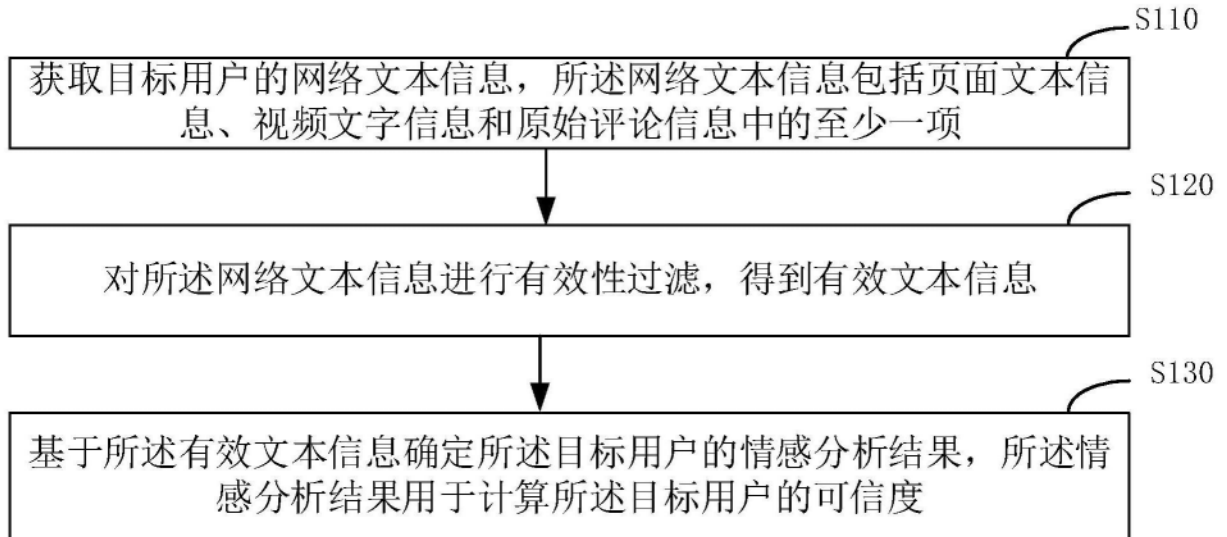 S110
获取目标用户的网络文本信息，所述网络文本信息包括页面文本信
息、视频文字信息和原始评论信息中的至少一项
S120
对所述网络文本信息进行有效性过滤，得到有效文本信息
S130
基于所述有效文本信息确定所述目标用户的情感分析结果，所述情
感分析结果用于计算所述目标用户的可信度